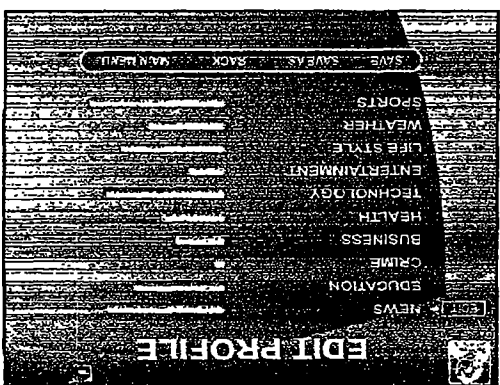 EDIT PROFILE
EDIT NEWS
EDUCATION
CRIME
BUSINESS
HEALTH
TECHNOLOGY
ENTERTAINMENT
LIFE STYLE
WEATHER
SPORTS
SAVE SAVE AS BACK MAIN MENU